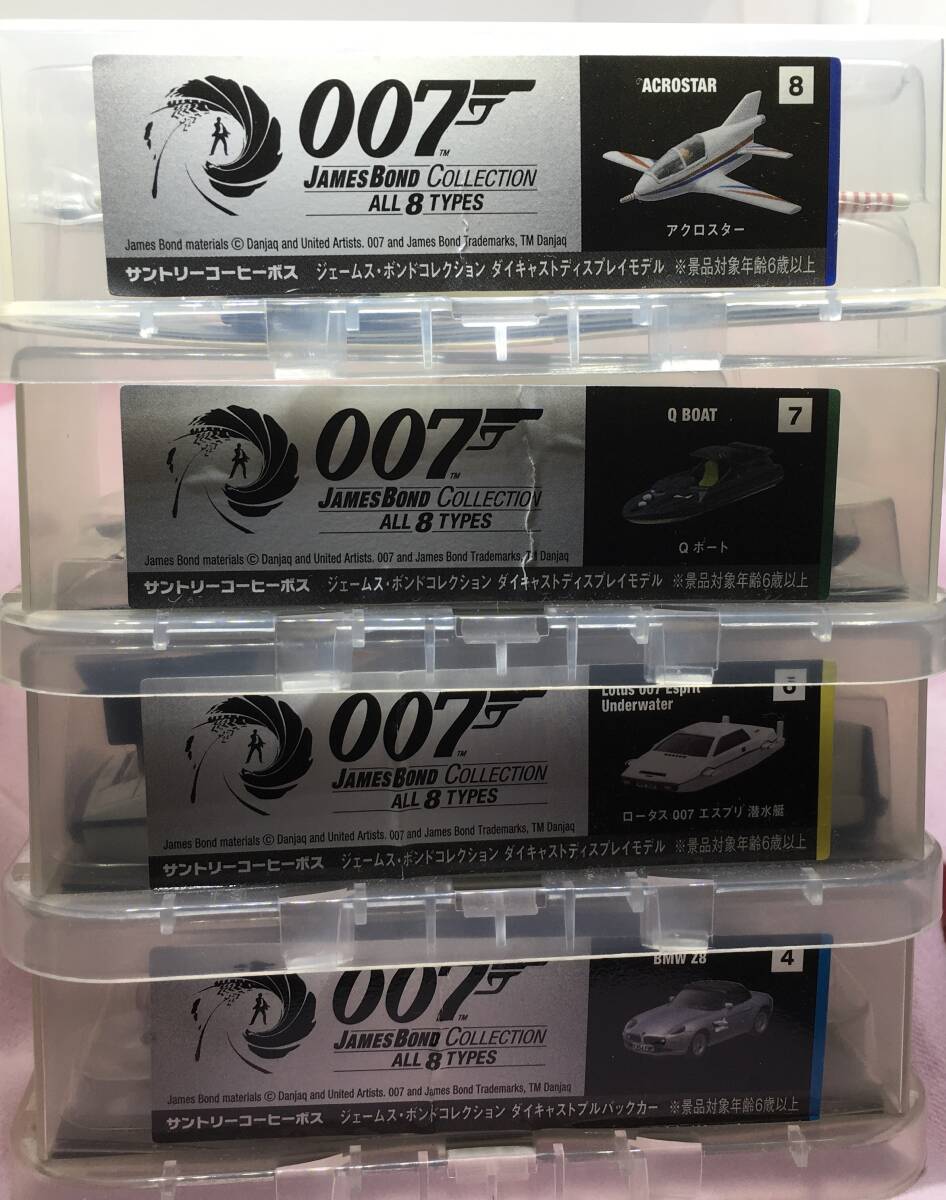 007
TM
JAMES BOND COLLECTION
ALL 8 TYPES
James Bond materials © Danjaq and United Artists. 007 and James Bond Trademarks, TM Danjaq
ACROSTAR
8
アクロスター
サントリーコーヒーボス ジェームス・ボンドコレクション ダイキャストディスプレイモデル ※景品対象年齢6歳以上
007
TM
JAMES BOND COLLECTION
ALL 8 TYPES
James Bond materials © Danjaq and United Artists. 007 and James Bond Trademarks, TM Danjaq
Q BOAT
7
Q ボート
サントリーコーヒーボス ジェームス・ボンドコレクション ダイキャストディスプレイモデル ※景品対象年齢6歳以上
007
TM
JAMES BOND COLLECTION
ALL 8 TYPES
James Bond materials © Danjaq and United Artists. 007 and James Bond Trademarks, TM Danjaq
Lotus 007 Esprit
Underwater
ロータス 007 エスプリ 潜水艇
サントリーコーヒーボス ジェームス・ボンドコレクション ダイキャストディスプレイモデル ※景品対象年齢6歳以上
007
TM
JAMES BOND COLLECTION
ALL 8 TYPES
James Bond materials © Danjaq and United Artists. 007 and James Bond Trademarks, TM Danjaq
BMW Z8
4
サントリーコーヒーボス ジェームス・ボンドコレクション ダイキャストプルバックカー ※景品対象年齢6歳以上